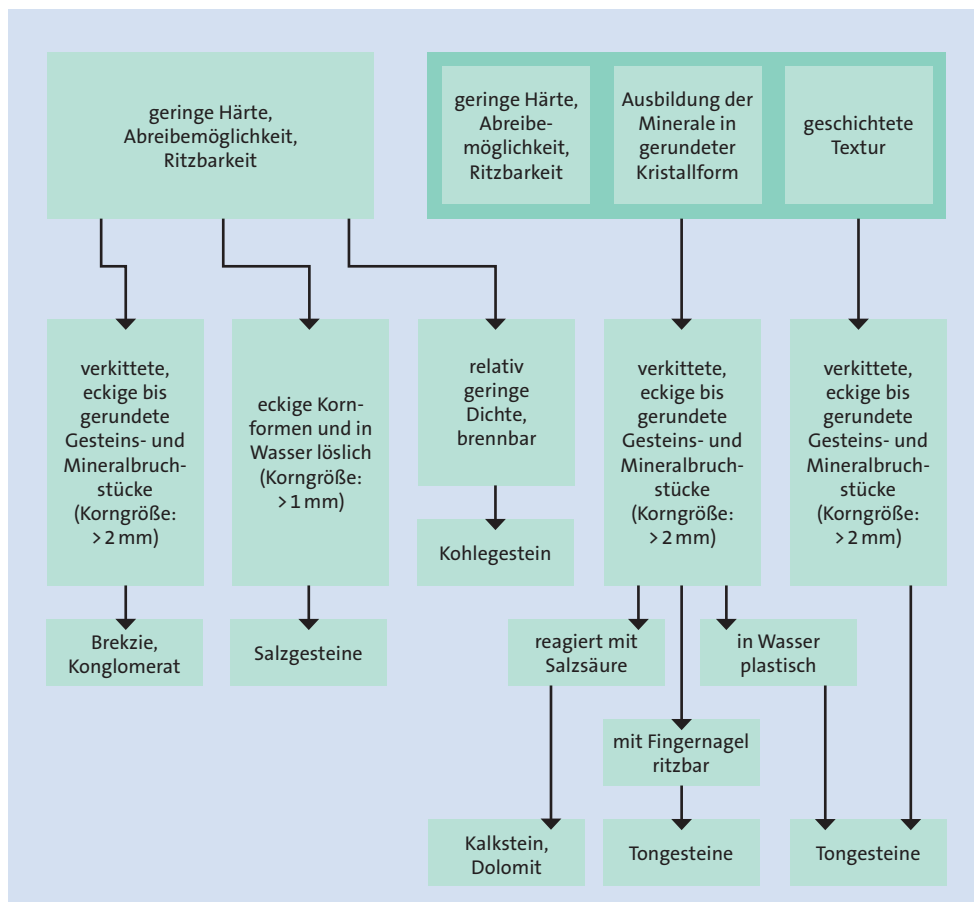 geringe Härte,
Abreibemöglichkeit,
Ritzbarkeit
geringe Härte,
Abreibe-
möglichkeit,
Ritzbarkeit
Ausbildung der
Minerale in
gerundeter
Kristallform
geschichtete
Textur
verkittete,
eckige bis
gerundete
Gesteins- und
Mineralbruch-
stücke
(Korngröße:
> 2 mm)
eckige Korn-
formen und in
Wasser löslich
(Korngröße:
> 1 mm)
relativ
geringe
Dichte,
brennbar
verkittete,
eckige bis
gerundete
Gesteins- und
Mineralbruch-
stücke
(Korngröße:
> 2 mm)
verkittete,
eckige bis
gerundete
Gesteins- und
Mineralbruch-
stücke
(Korngröße:
> 2 mm)
Kohlegestein
Brekzie,
Konglomerat
Salzgesteine
reagiert mit
Salzsäure
in Wasser
plastisch
mit Fingernagel
ritzbar
Kalkstein,
Dolomit
Tongesteine
Tongesteine